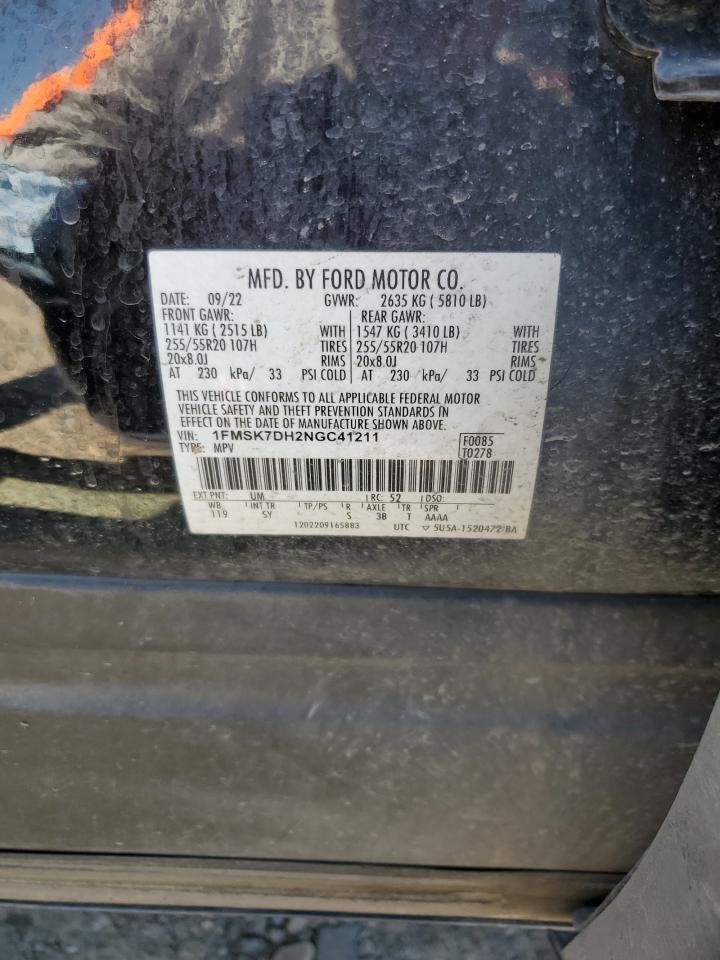 MFD. BY FORD MOTOR CO.
DATE: 09/22 GVWR: 2635 KG ( 5810 LB)
FRONT GAWR: REAR GAWR:
1141 KG ( 2515 LB) WITH 1547 KG ( 3410 LB) WITH
255/55R20 107H TIRES 255/55R20 107H TIRES
20x8.0J RIMS 20x8.0J RIMS
AT 230 kPa/ 33 PSI COLD AT 230 kPa/ 33 PSI COLD
THIS VEHICLE CONFORMS TO ALL APPLICABLE FEDERAL MOTOR
VEHICLE SAFETY AND THEFT PREVENTION STANDARDS IN
EFFECT ON THE DATE OF MANUFACTURE SHOWN ABOVE.
VIN: 1FMSK7DH2NGC41211 F0085
TYPE: MPV T0278
EXT PNT: UM RC: 52 DSO:
WB INT TR TP/PS R AXLE TR SPR
119 SY S 3B T AAAA
1202209165883 UTC ▽ 5U5A-1520472-BA